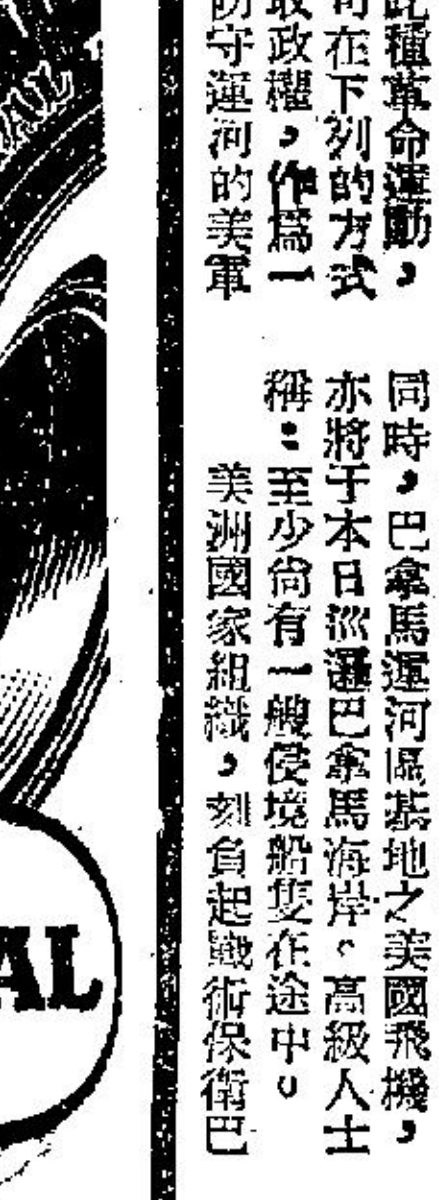 此種革命運動，
可在下列的方式
取政權，作爲一
防守運河的美軍
同時，巴拿馬運河區基地之美國飛機，
亦將于本日巡邏巴拿馬海岸。高級人士
稱：至少尙有一艘侵境船隻在途中。
美洲國家組織，刻負起戰術保衛巴
AL